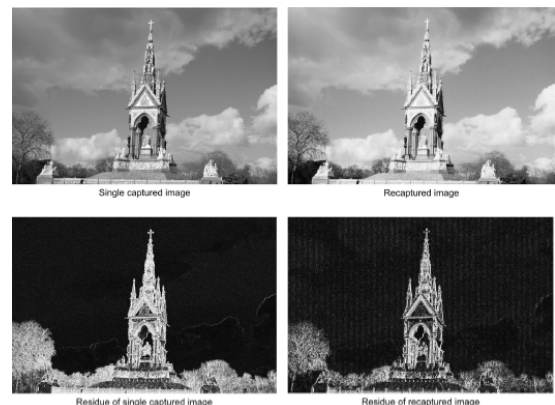 Single captured image
Recaptured image
Residue of single captured image
Residue of recaptured image